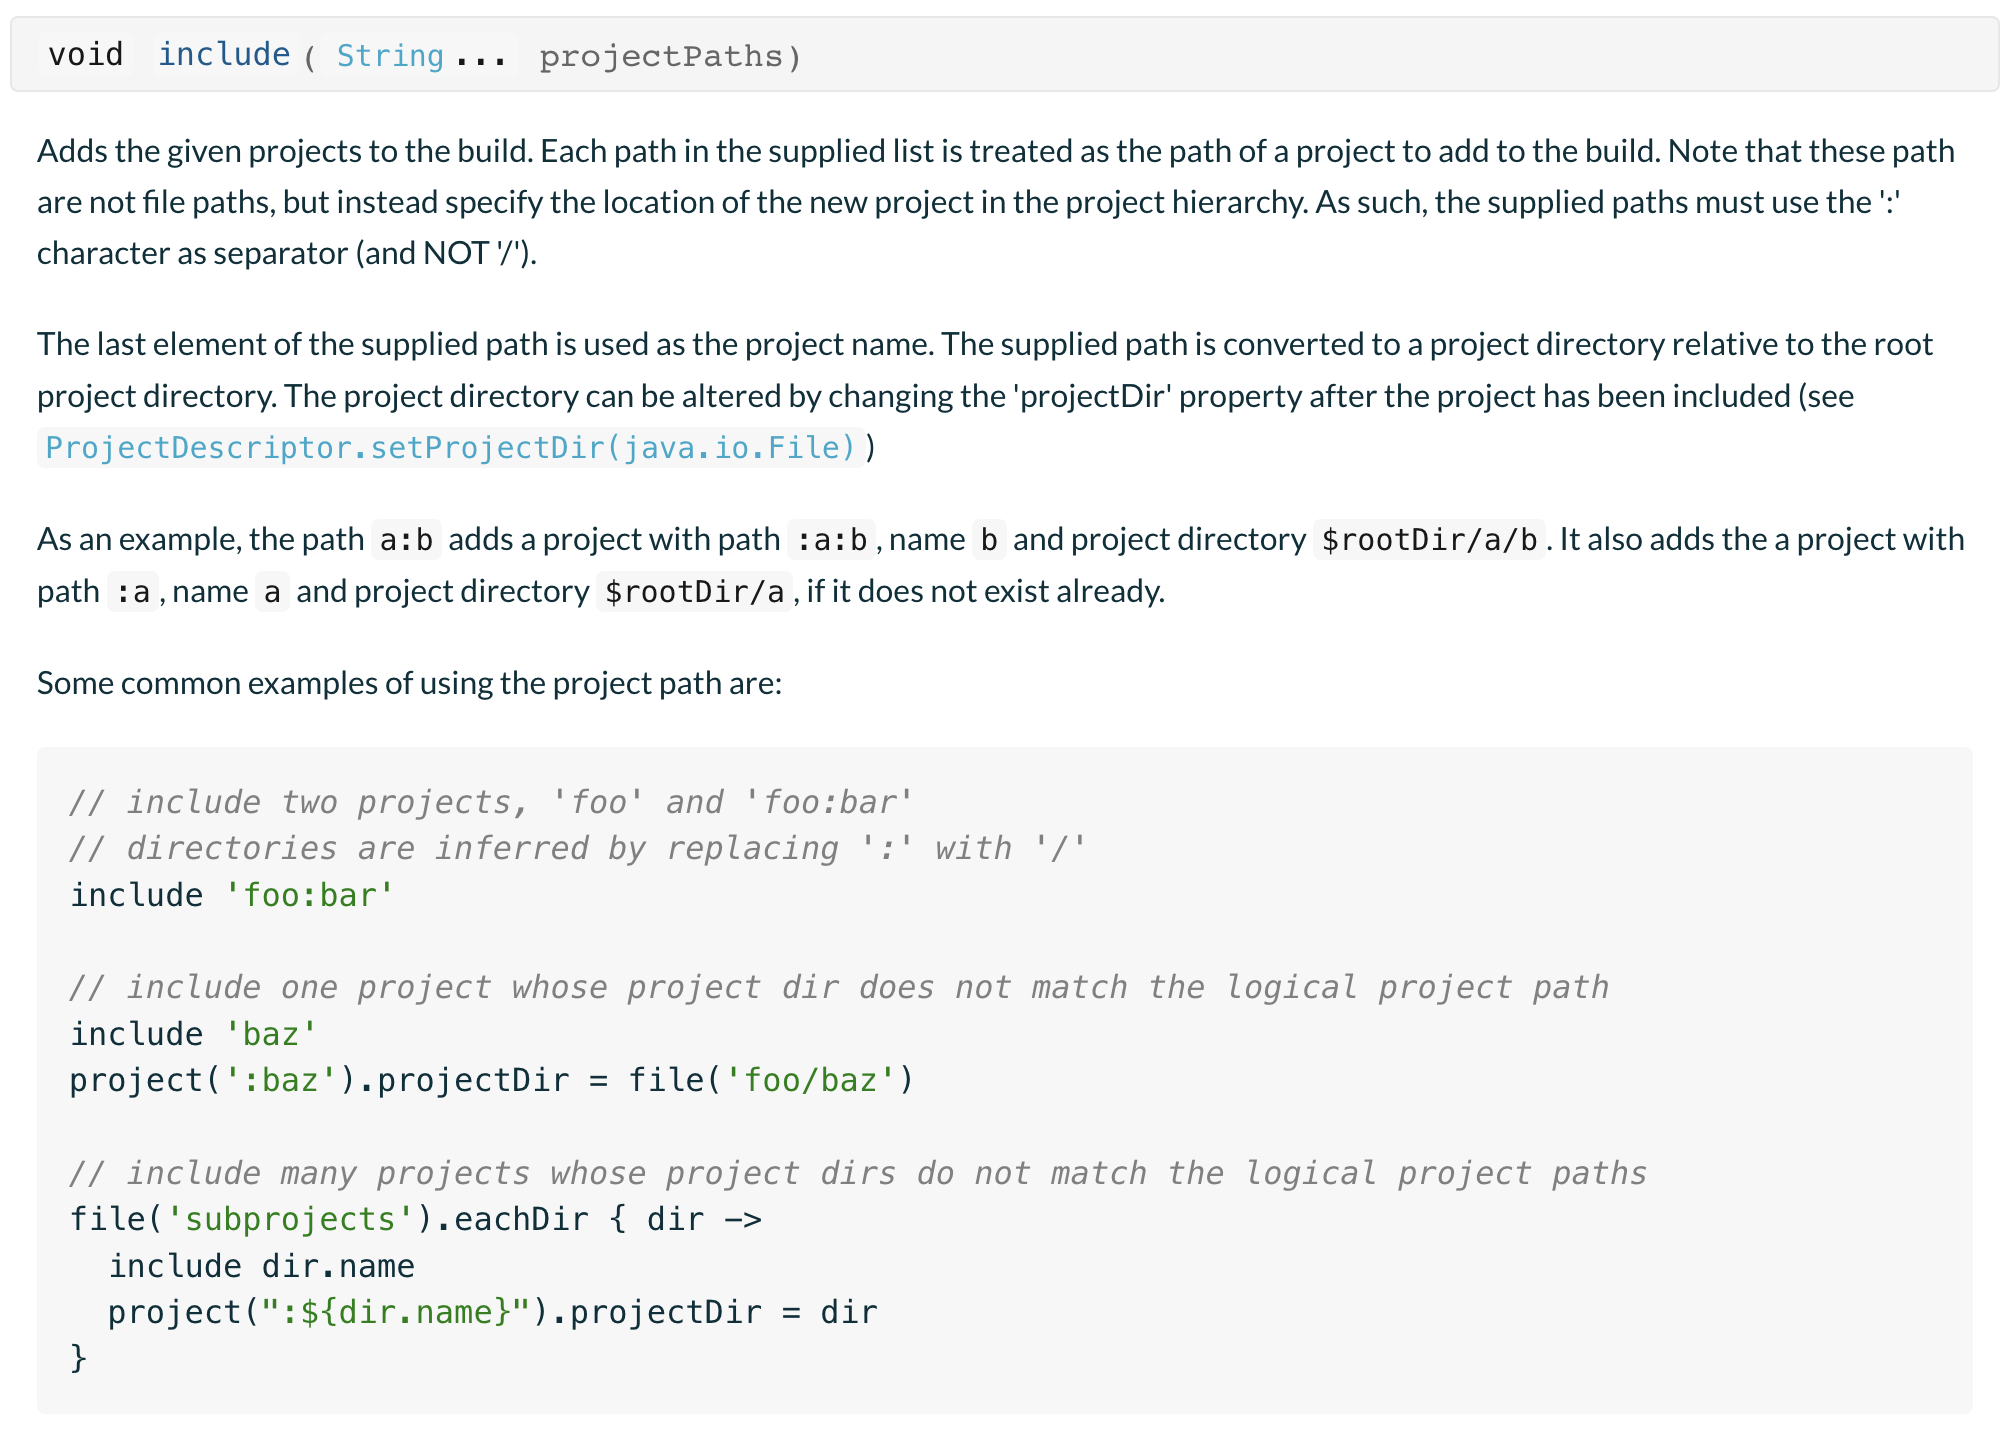 void include ( String ... projectPaths)
Adds the given projects to the build. Each path in the supplied list is treated as the path of a project to add to the build. Note that these path
are not file paths, but instead specify the location of the new project in the project hierarchy. As such, the supplied paths must use the ':'
character as separator (and NOT '/').
The last element of the supplied path is used as the project name. The supplied path is converted to a project directory relative to the root
project directory. The project directory can be altered by changing the 'projectDir' property after the project has been included (see
ProjectDescriptor.setProjectDir(java.io.File))
As an example, the path a:b adds a project with path :a:b, name b and project directory $rootDir/a/b. It also adds the a project with
path :a, name a and project directory $rootDir/a, if it does not exist already.
Some common examples of using the project path are:
// include two projects, 'foo' and 'foo:bar'
// directories are inferred by replacing ':' with '/'
include 'foo:bar'
// include one project whose project dir does not match the logical project path
include 'baz'
project(':baz').projectDir = file('foo/baz')
// include many projects whose project dirs do not match the logical project paths
file('subprojects').eachDir { dir ->
  include dir.name
  project(":${dir.name}").projectDir = dir
}